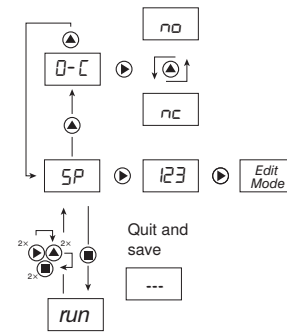 no
O-C
nc
SP
123
Edit
Mode
2×
2×
2×
Quit and
save
---
run